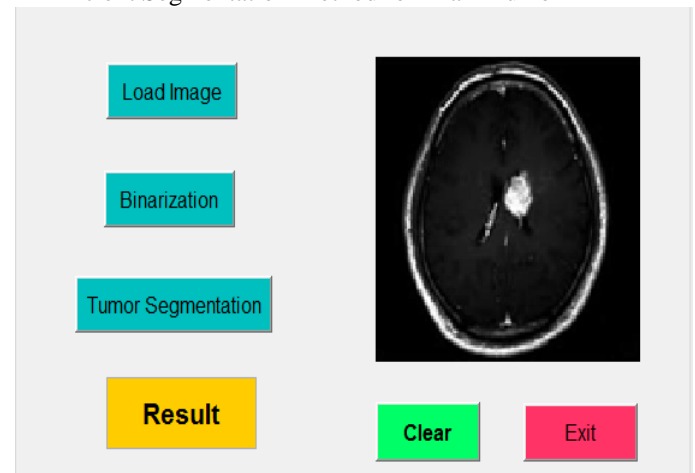 Load Image
Binarization
Tumor Segmentation
Result
Clear
Exit